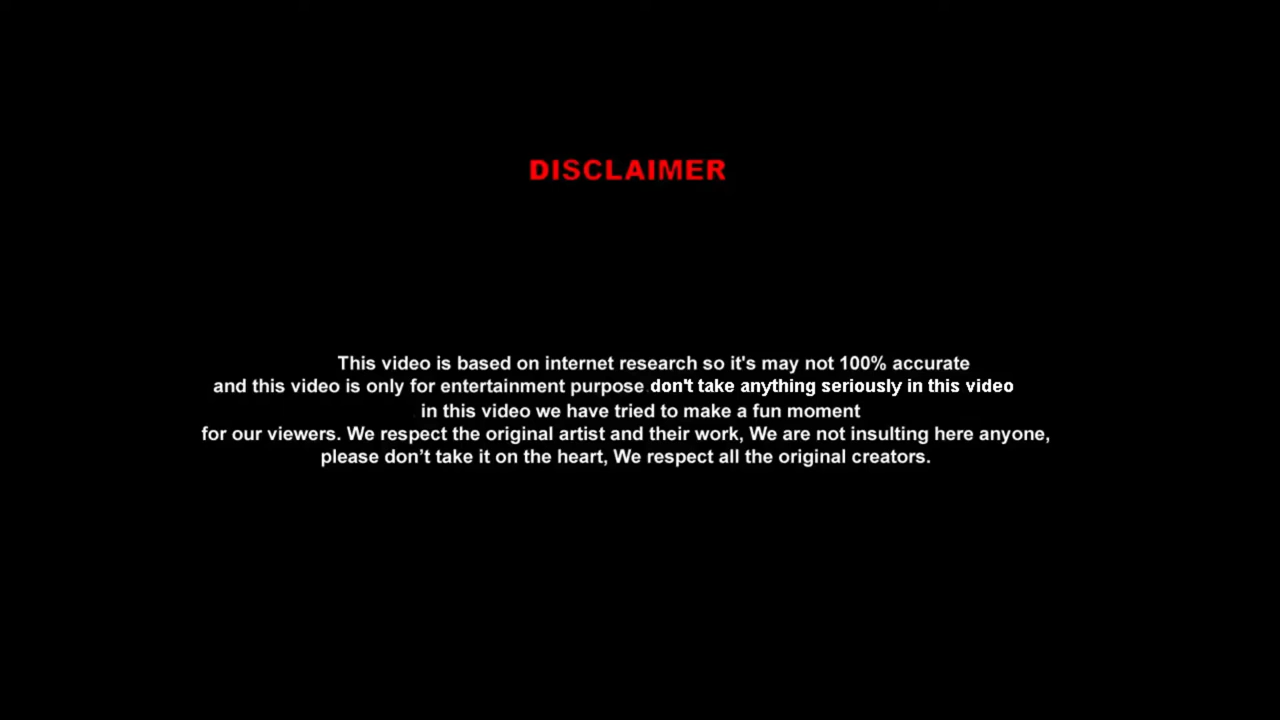 DISCLAIMER
This video is based on internet research so it's may not 100% accurate
and this video is only for entertainment purpose don't take anything seriously in this video
in this video we have tried to make a fun moment
for our viewers. We respect the original artist and their work, We are not insulting here anyone,
please don’t take it on the heart, We respect all the original creators.